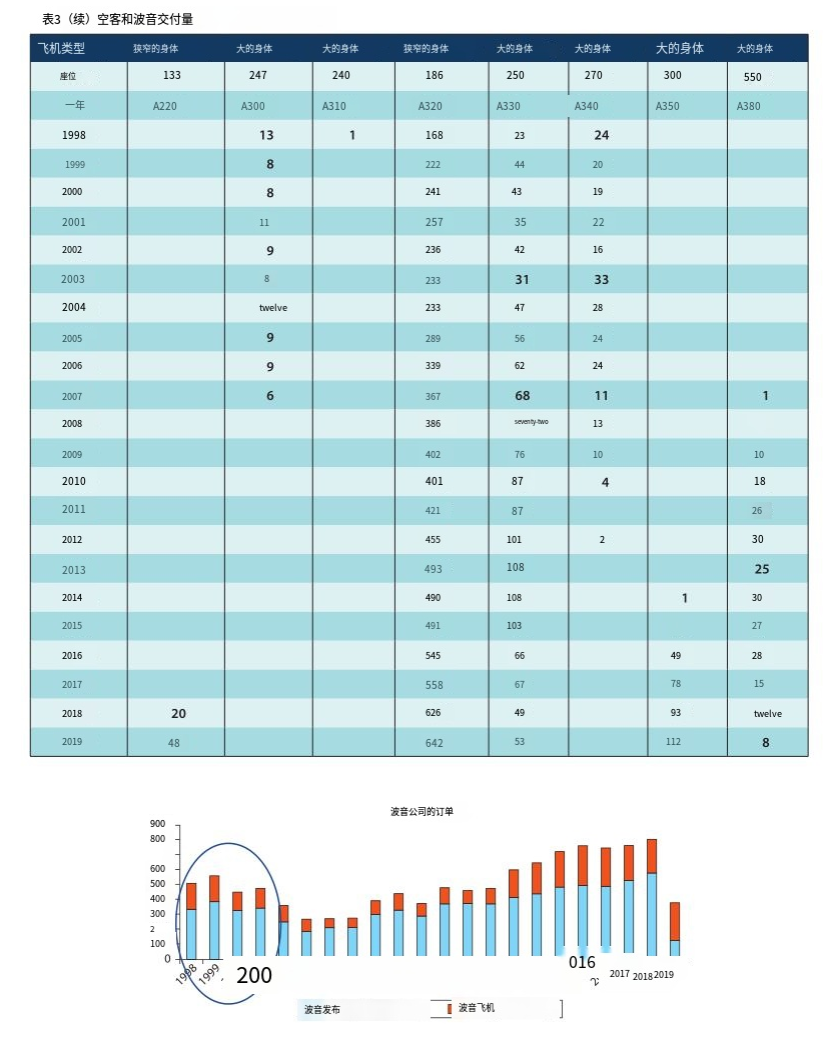 表3（续）空客和波音交付量
飞机类型 狭窄的身体 大的身体 大的身体 狭窄的身体 大的身体 大的身体 大的身体 大的身体
座位 133 247 240 186 250 270 300 550
一年 A220 A300 A310 A320 A330 A340 A350 A380
1998 13 1 168 23 24
1999 8 222 44 20
2000 8 241 43 19
2001 11 257 35 22
2002 9 236 42 16
2003 8 233 31 33
2004 twelve 233 47 28
2005 9 289 56 24
2006 9 339 62 24
2007 6 367 68 11 1
2008 386 seventy-two 13
2009 402 76 10 10
2010 401 87 4 18
2011 421 87 26
2012 455 101 2 30
2013 493 108 25
2014 490 108 1 30
2015 491 103 27
2016 545 66 49 28
2017 558 67 78 15
2018 20 626 49 93 twelve
2019 48 642 53 112 8
波音公司的订单
900
800
600
500
400
300
2
100
0
1998 1999 200 016 2017 2018 2019
波音发布 波音飞机